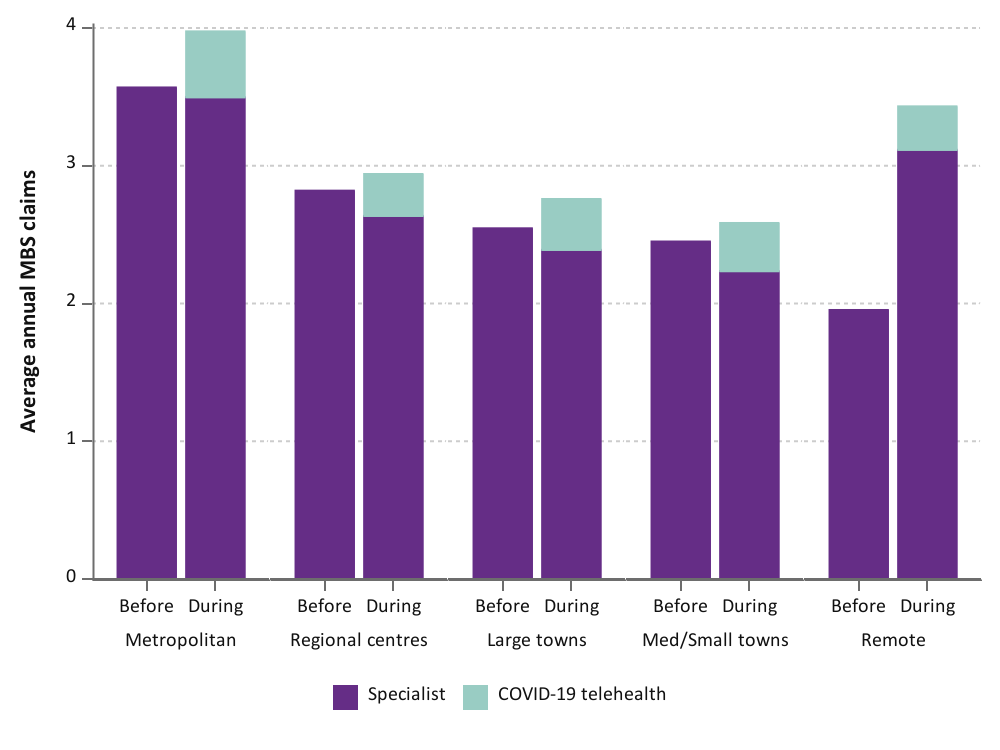 Average annual MBS claims
4
3
2
1
0
Before During Before During Before During Before During Before During
Metropolitan Regional centres Large towns Med/Small towns Remote
Specialist COVID-19 telehealth